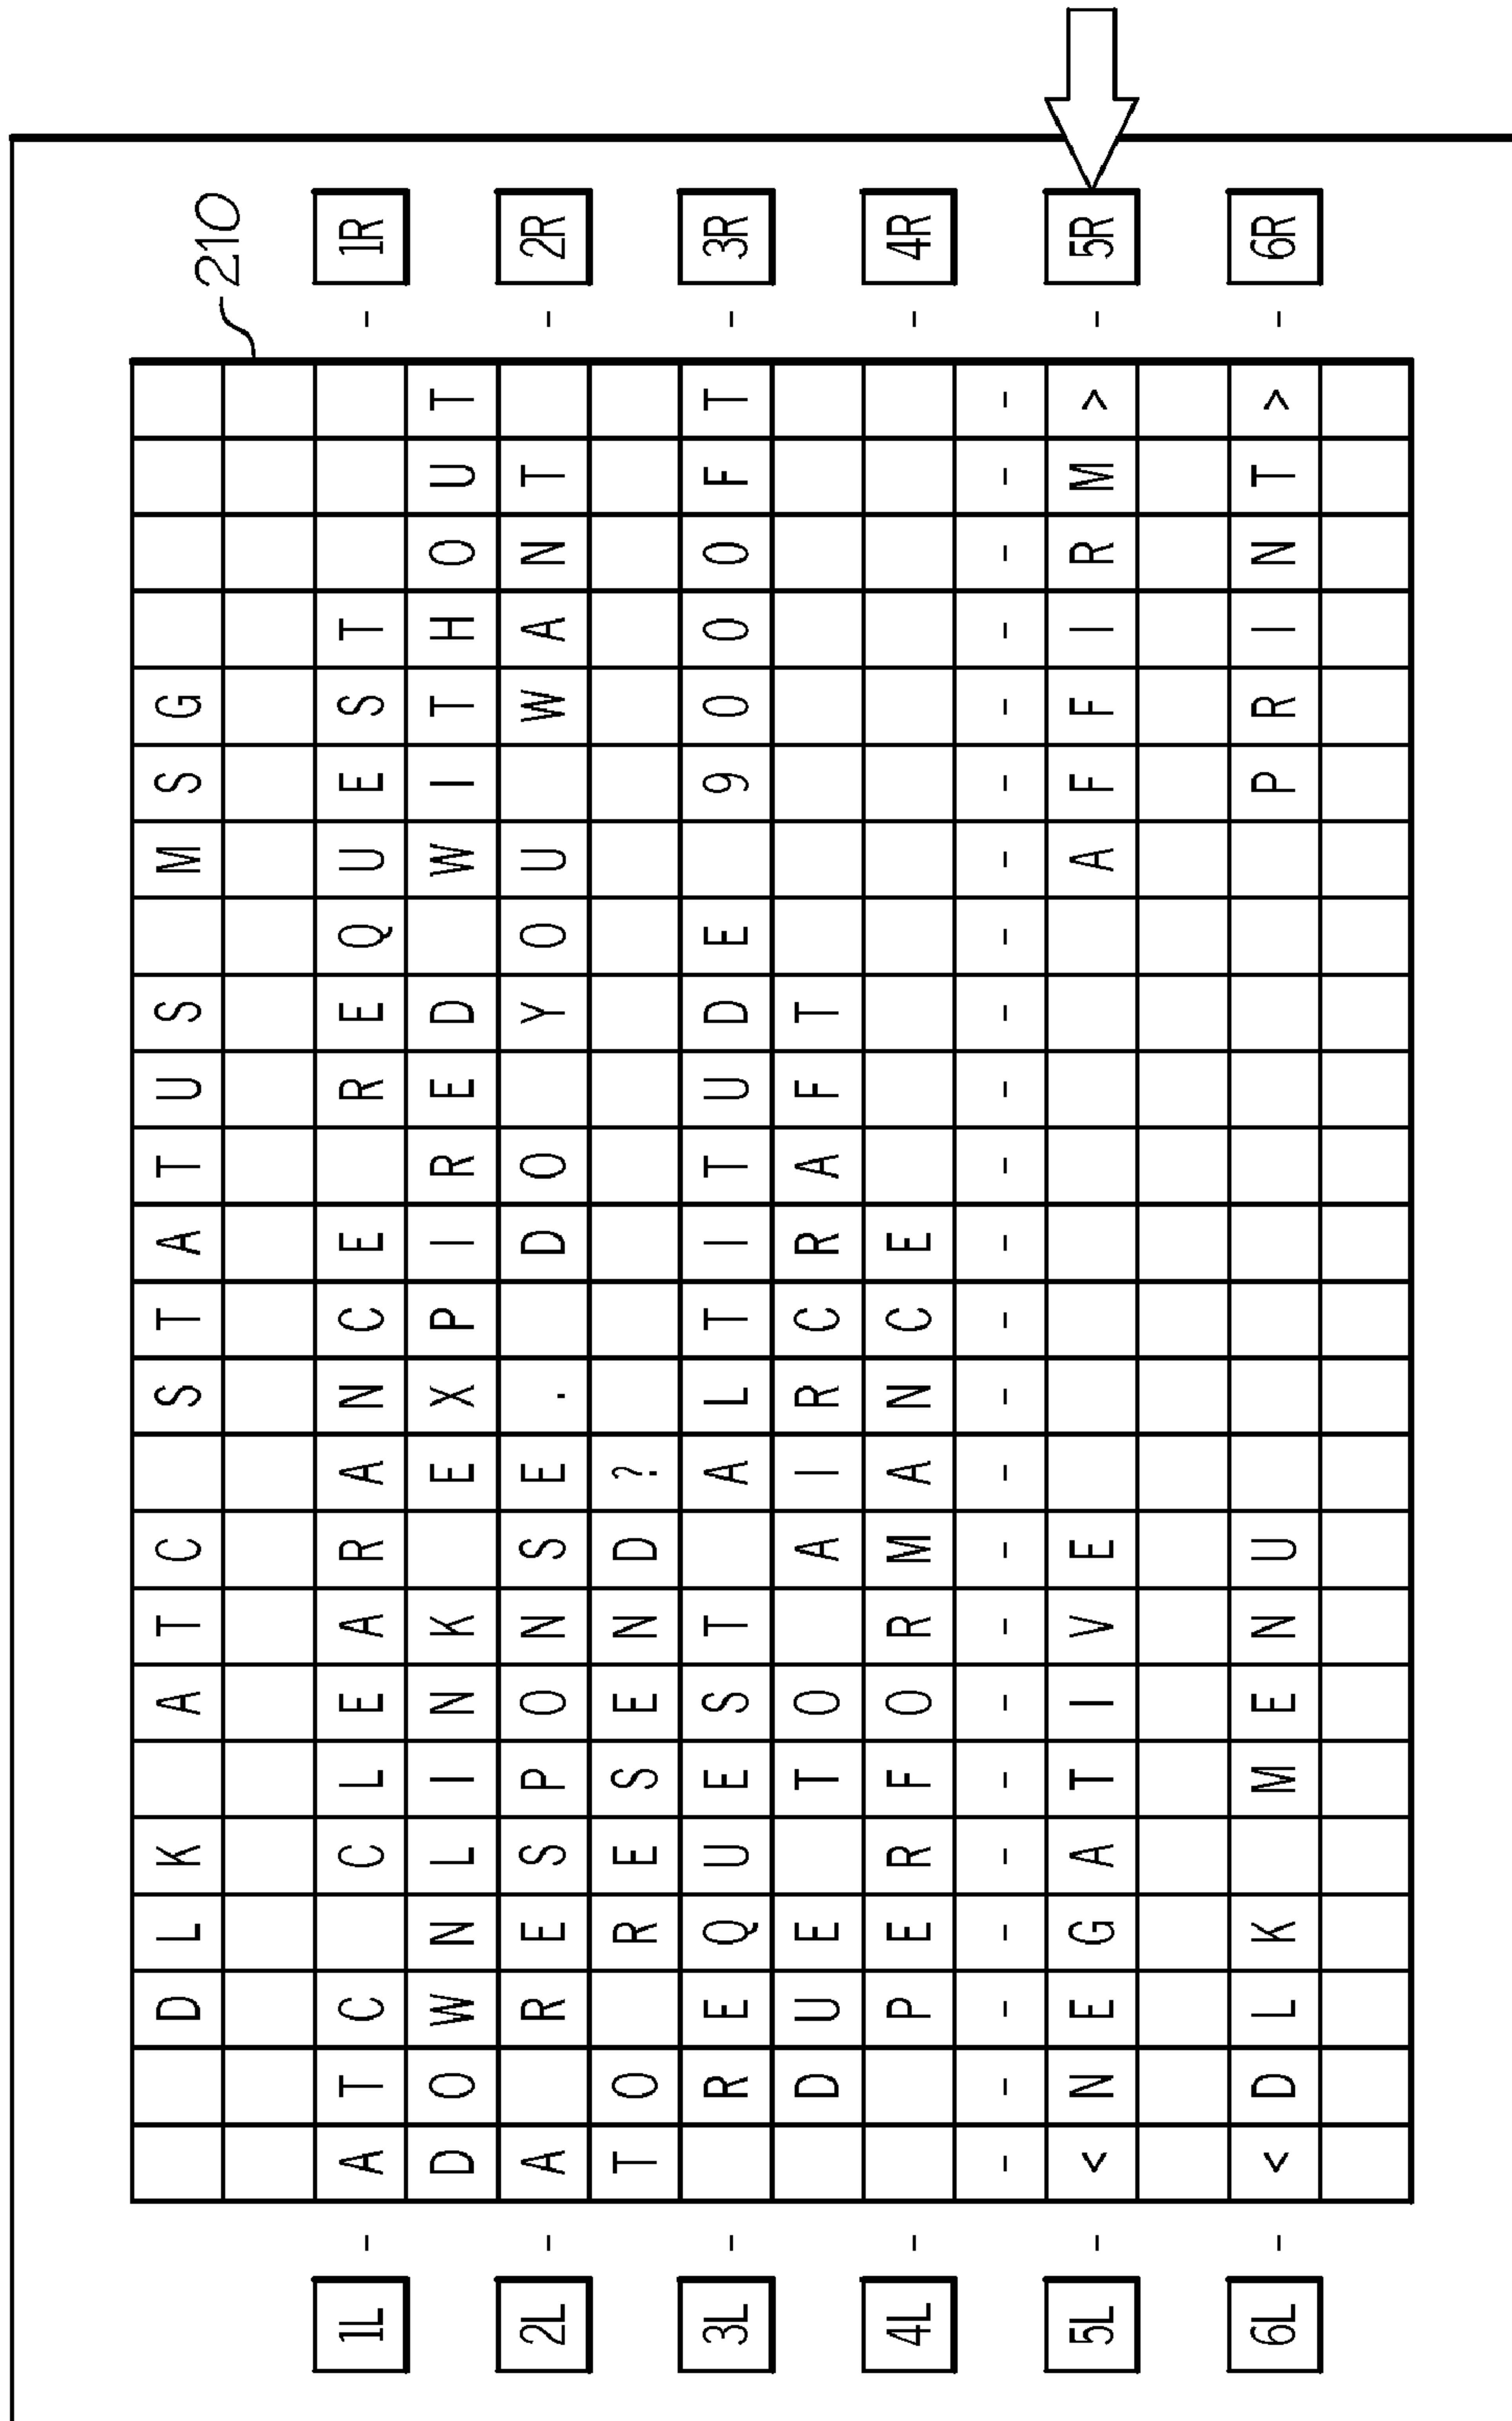 210
DLK ATC STATUS MSG
1L - ATC CLEARANCE REQUEST - 1R
DOWNLINK EXPIRED WITHOUT
2L - A RESPONSE. DO YOU WANT - 2R
TO RESEND?
3L - REQUEST ALTITUDE 9000FT - 3R
DUE TO AIRCRAFT
4L - PERFORMANCE - 4R
------------------------
5L - <NEGATIVE AFFIRM> - 5R
6L - <DLK MENU PRINT> - 6R